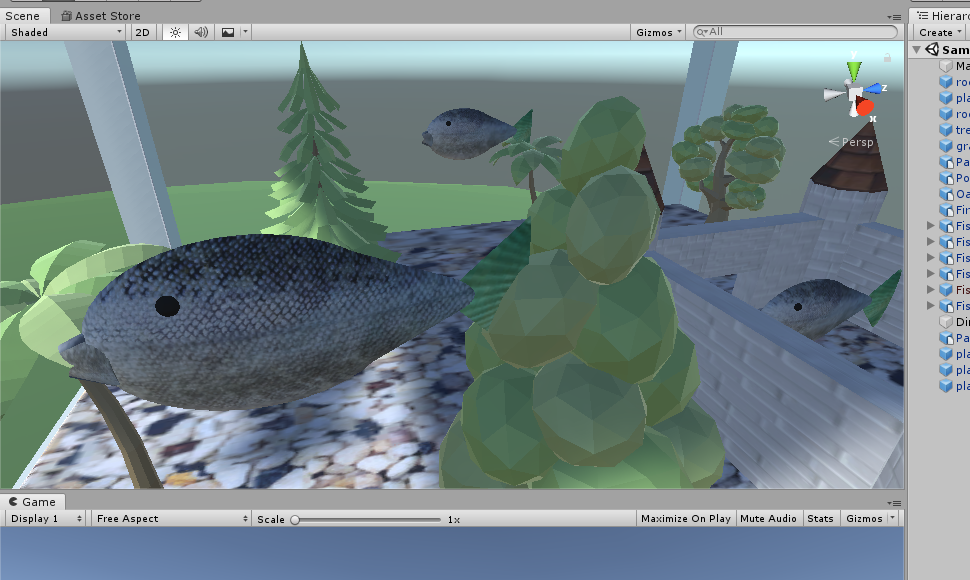 Scene
Asset Store
Hierarc
Shaded
2D
Gizmos
All
Create
Sam
Ma
roo
pla
roo
tre
gra
Pa
Po
Oa
Fir
Fis
Fis
Fis
Fis
Fis
Fis
Dir
Pa
pla
pla
pla
y
z
x
Persp
Game
Display 1
Free Aspect
Scale
1x
Maximize On Play
Mute Audio
Stats
Gizmos